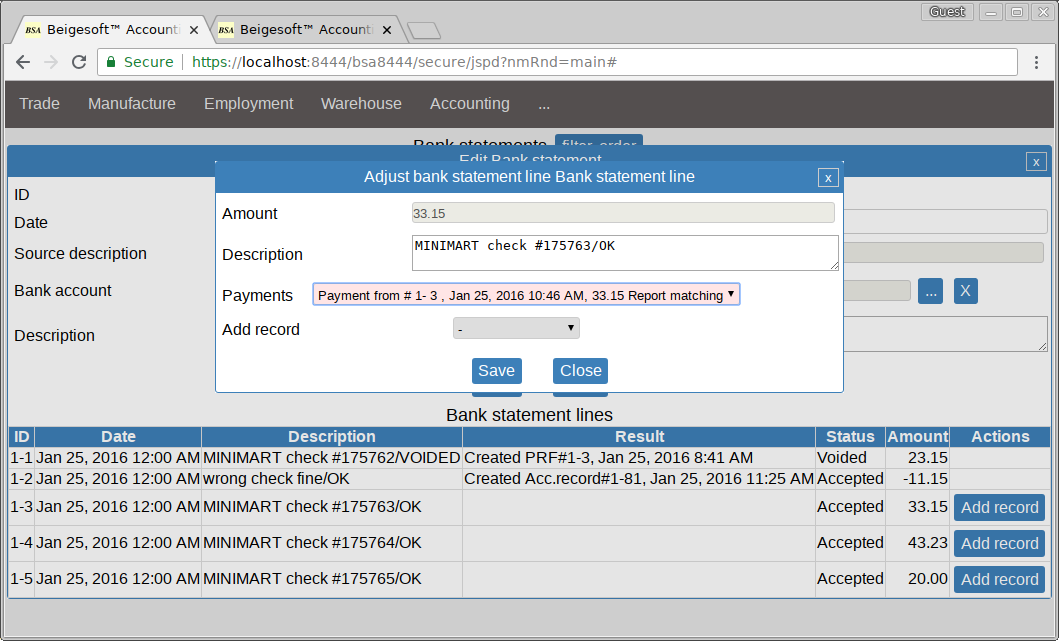 Guest
BSA Beigesoft™ Accounti x BSA Beigesoft™ Accounti x
Secure https://localhost:8444/bsa8444/secure/jspd?nmRnd=main#
Trade Manufacture Epayment Warehouse Accounting ...
Bank statements filter, order
Edit Bank statement x
Adjust bank statement line Bank statement line x
ID
Amount 33.15
Date
Description MINIMART check #175763/OK
Source description
Payments Payment from # 1- 3 , Jan 25, 2016 10:46 AM, 33.15 Report matching
Bank account ... X
Add record -
Description
Save Close
Bank statement lines
ID Date Description Result Status Amount Actions
1-1 Jan 25, 2016 12:00 AM MINIMART check #175762/VOIDED Created PRF#1-3, Jan 25, 2016 8:41 AM Voided 23.15
1-2 Jan 25, 2016 12:00 AM wrong check fine/OK Created Acc.record#1-81, Jan 25, 2016 11:25 AM Accepted -11.15
1-3 Jan 25, 2016 12:00 AM MINIMART check #175763/OK Accepted 33.15 Add record
1-4 Jan 25, 2016 12:00 AM MINIMART check #175764/OK Accepted 43.23 Add record
1-5 Jan 25, 2016 12:00 AM MINIMART check #175765/OK Accepted 20.00 Add record